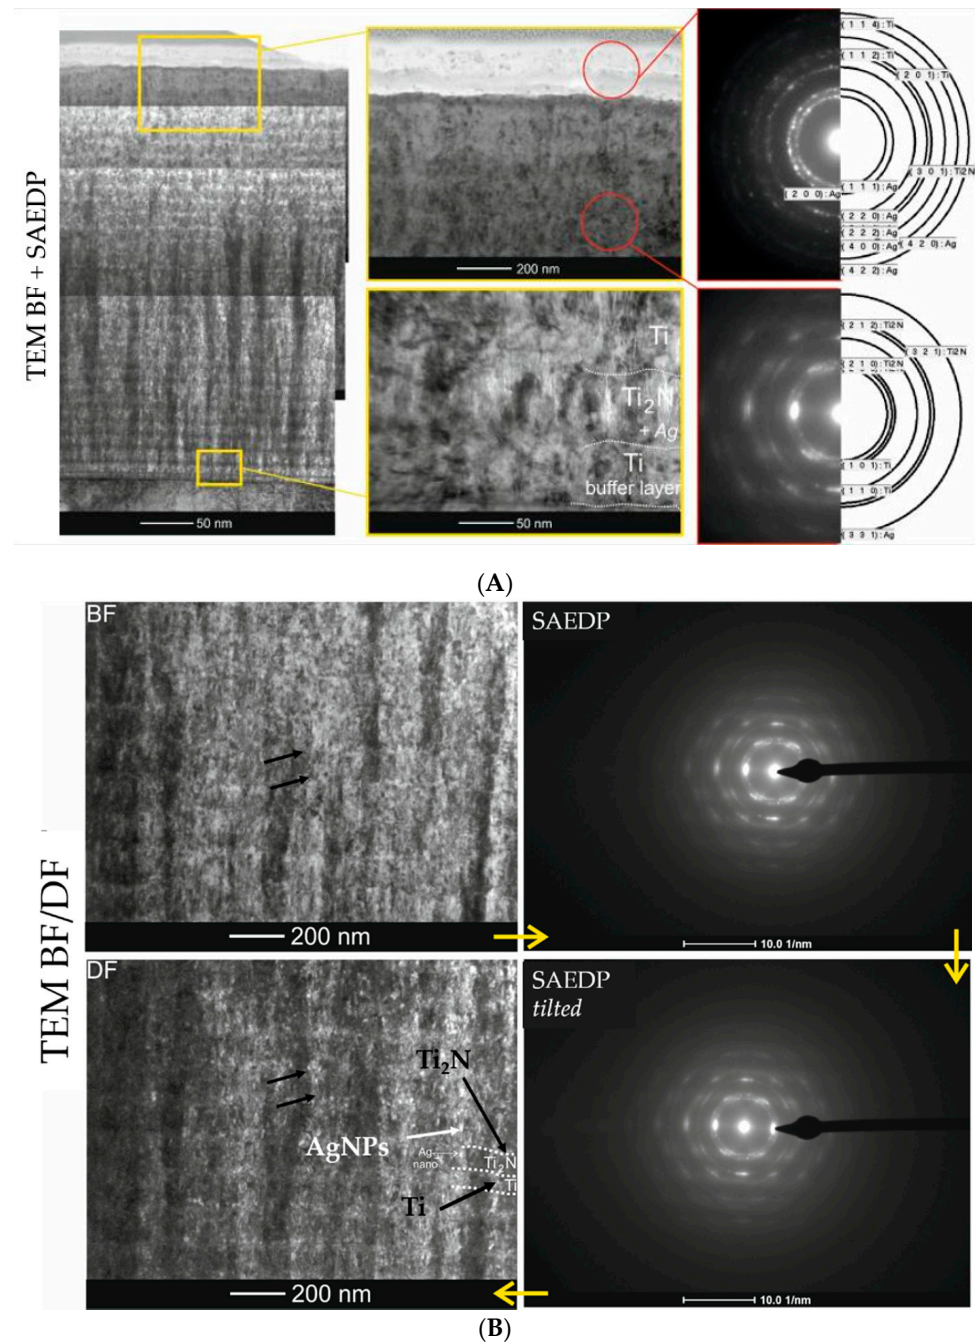 TEM BF + SAEDP
50 nm
200 nm
50 nm
Ti
Ti₂N
+ Ag
Ti
buffer layer
( 1 1 4) : Ti
( 1 1 2) : Ti
( 2 0 1) : Ti
( 3 0 1) : Ti2N
( 2 0 0) : Ag
( 1 1 1) : Ag
( 2 2 0) : Ag
( 2 2 2) : Ag
( 4 0 0) : Ag
( 4 2 0) : Ag
( 4 2 2) : Ag
( 2 1 2) : Ti2N
( 3 2 1) : Ti2N
( 2 1 0) : Ti2N
( 1 0 1) : Ti
( 1 1 0) : Ti
( 3 3 1) : Ag
(A)
TEM BF/DF
BF
200 nm
SAEDP
10.0 1/nm
DF
Ti₂N
AgNPs
Ag
nano
Ti₂N
Ti
Ti
200 nm
SAEDP
tilted
10.0 1/nm
(B)